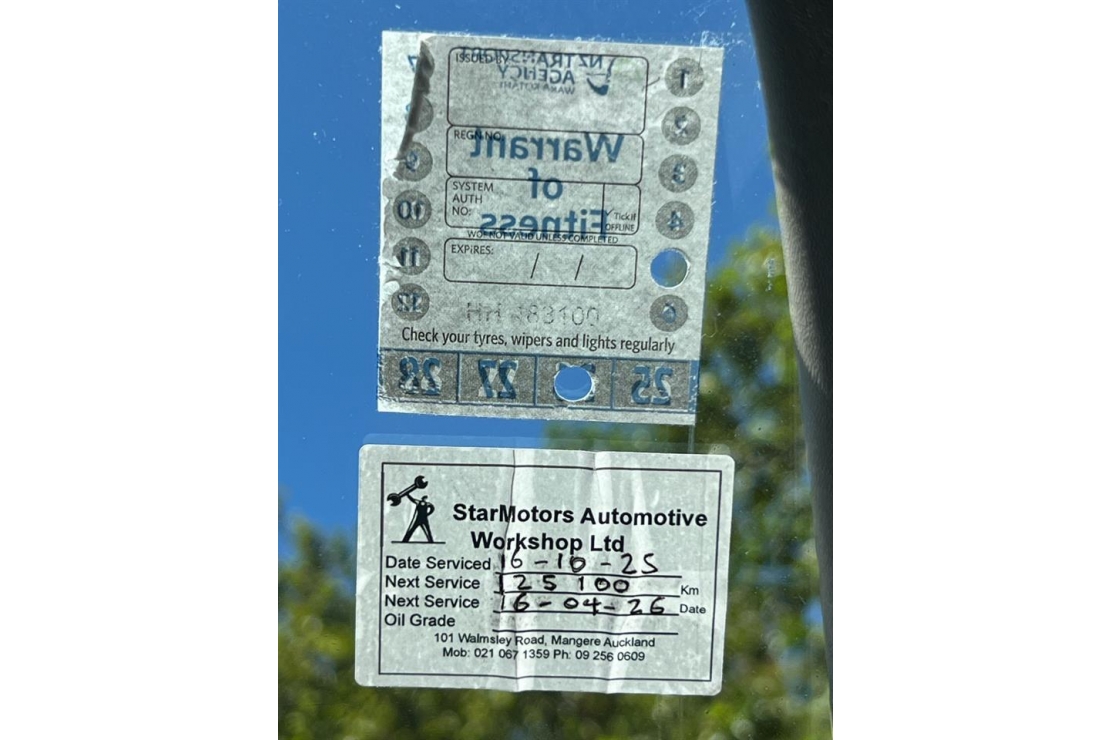 ISSUED BY
NZ TRANSPORT
AGENCY
WAKA KOTAHI
REGN NO.
Warrant
of
Fitness
SYSTEM
AUTH
NO:
Tick if
OFFLINE
WOF NOT VALID UNLESS COMPLETED
EXPIRES:
/ /
1
2
3
4
6
7
9
10
11
12
Check your tyres, wipers and lights regularly
28 27 25
StarMotors Automotive
Workshop Ltd
Date Serviced 16-10-25
Next Service 125 100 Km
Next Service 16-04-26 Date
Oil Grade
101 Walmsley Road, Mangere Auckland
Mob: 021 067 1359 Ph: 09 256 0609